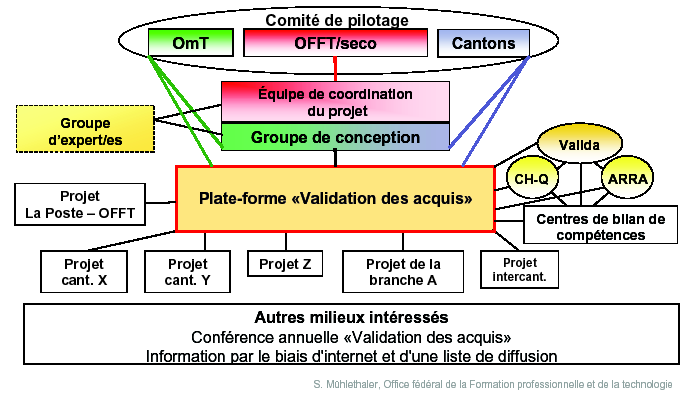 Comité de pilotage
OmT
OFFT/seco
Cantons
Équipe de coordination
du projet
Groupe
d'expert/es
Groupe de conception
Valida
CH-Q
ARRA
Plate-forme «Validation des acquis»
Projet
La Poste – OFFT
Centres de bilan de
compétences
Projet
cant. X
Projet
cant. Y
Projet Z
Projet de la
branche A
Projet
intercant.
Autres milieux intéressés
Conférence annuelle «Validation des acquis»
Information par le biais d'internet et d'une liste de diffusion
S. Mühlethaler, Office fédéral de la Formation professionnelle et de la technologie